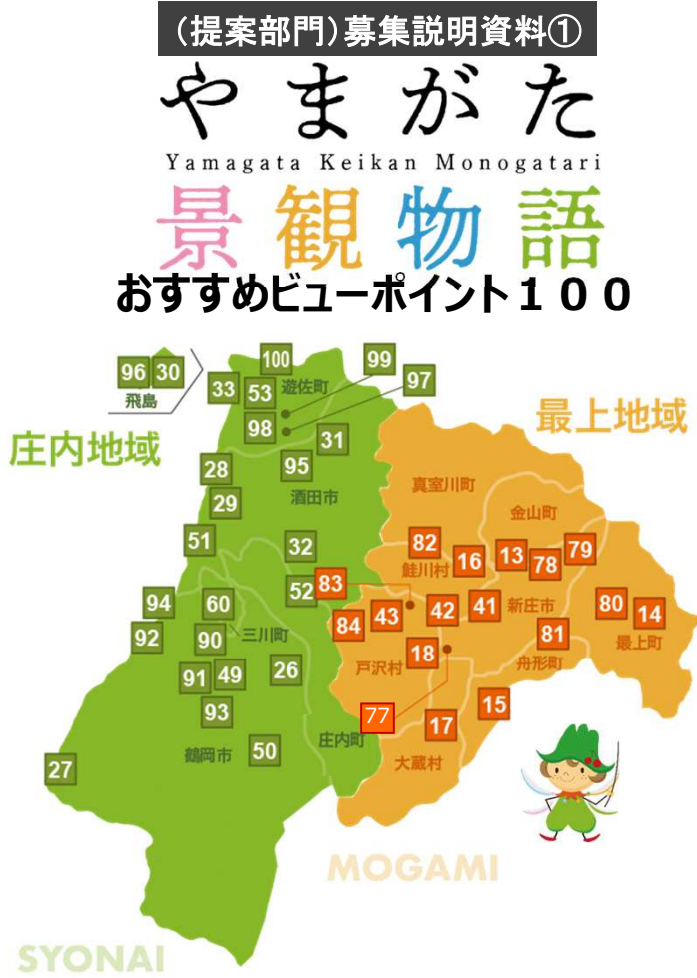 （提案部門）募集説明資料①
やまがた
Yamagata Keikan Monogatari
景観物語
おすすめビューポイント１００
100
99
96 30
97
33 53 遊佐町
飛島
98
最上地域
31
庄内地域
28 95
真室川町
29 酒田市
金山町
51 32
82 16 13 78 79
鮭川村
52 83
94 60
84 43 42 41 新庄市 80 14
92 90 三川町
81 最上町
18
戸沢村 舟形町
91 49 26
93
77 15
庄内町 17
鶴岡市 50
大蔵村
27
MOGAMI
SYONAI